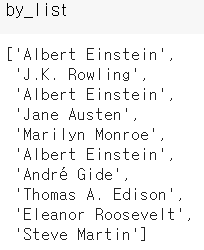 by_list
['Albert Einstein',
'J.K. Rowling',
'Albert Einstein',
'Jane Austen',
'Marilyn Monroe',
'Albert Einstein',
'André Gide',
'Thomas A. Edison',
'Eleanor Roosevelt',
'Steve Martin']